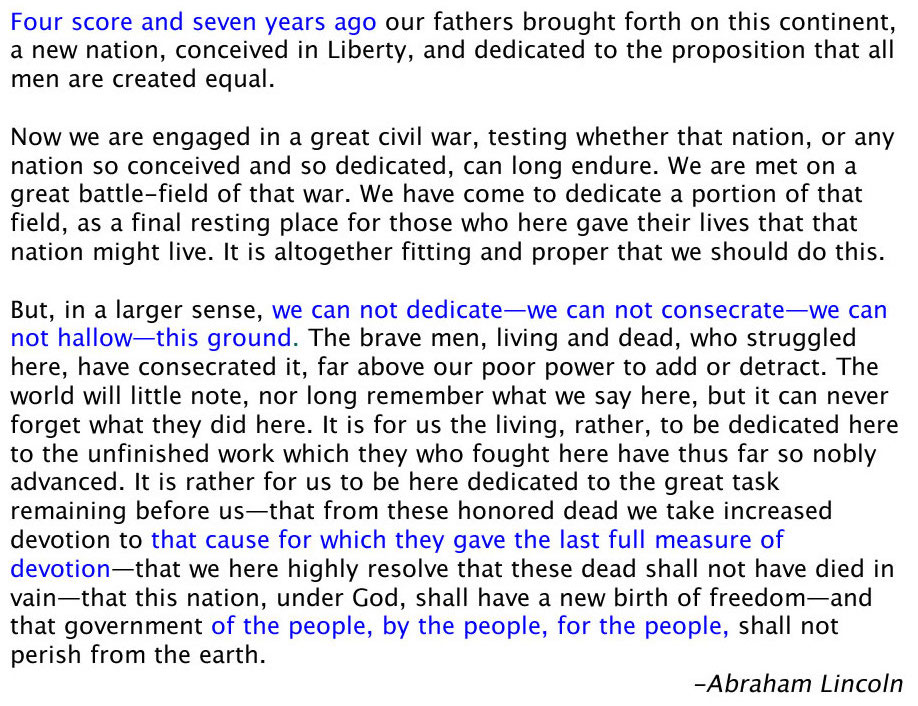 Four score and seven years ago our fathers brought forth on this continent,
a new nation, conceived in Liberty, and dedicated to the proposition that all
men are created equal.
Now we are engaged in a great civil war, testing whether that nation, or any
nation so conceived and so dedicated, can long endure. We are met on a
great battle-field of that war. We have come to dedicate a portion of that
field, as a final resting place for those who here gave their lives that that
nation might live. It is altogether fitting and proper that we should do this.
But, in a larger sense, we can not dedicate—we can not consecrate—we can
not hallow—this ground. The brave men, living and dead, who struggled
here, have consecrated it, far above our poor power to add or detract. The
world will little note, nor long remember what we say here, but it can never
forget what they did here. It is for us the living, rather, to be dedicated here
to the unfinished work which they who fought here have thus far so nobly
advanced. It is rather for us to be here dedicated to the great task
remaining before us—that from these honored dead we take increased
devotion to that cause for which they gave the last full measure of
devotion—that we here highly resolve that these dead shall not have died in
vain—that this nation, under God, shall have a new birth of freedom—and
that government of the people, by the people, for the people, shall not
perish from the earth.
–Abraham Lincoln